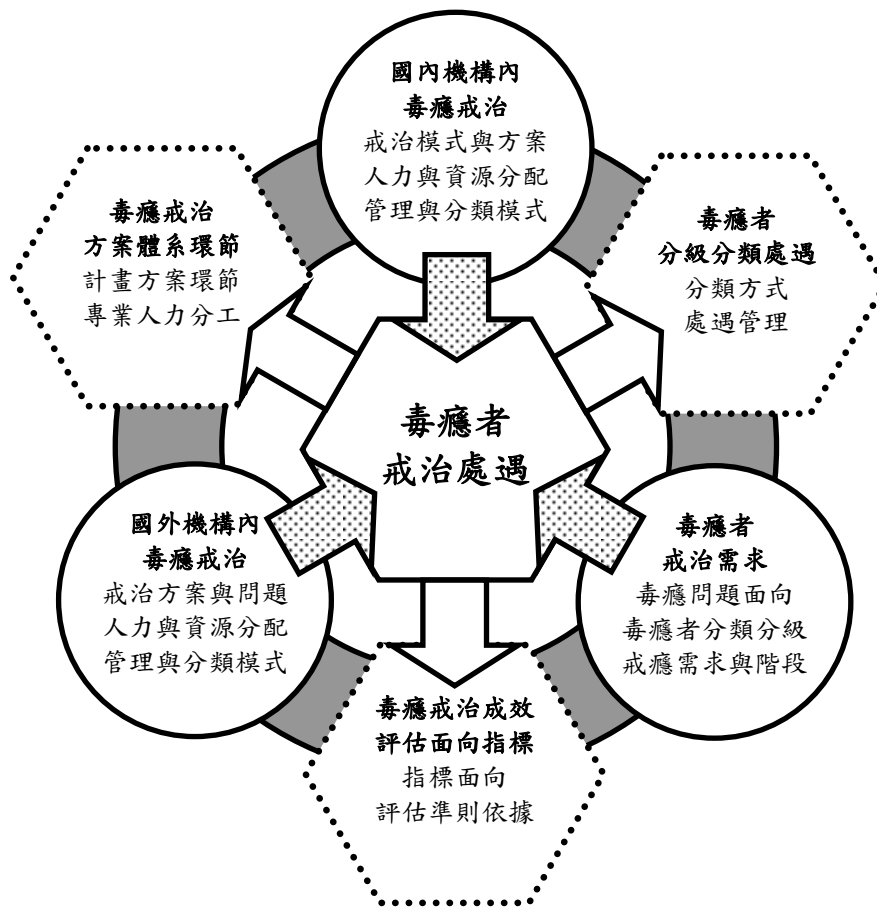 國內機構內
毒癮戒治
戒治模式與方案
人力與資源分配
管理與分類模式
毒癮戒治
方案體系環節
計畫方案環節
專業人力分工
毒癮者
分級分類處遇
分類方式
處遇管理
毒癮者
戒治處遇
國外機構內
毒癮戒治
戒治方案與問題
人力與資源分配
管理與分類模式
毒癮者
戒治需求
毒癮問題面向
毒癮者分類分級
戒癮需求與階段
毒癮戒治成效
評估面向指標
指標面向
評估準則依據